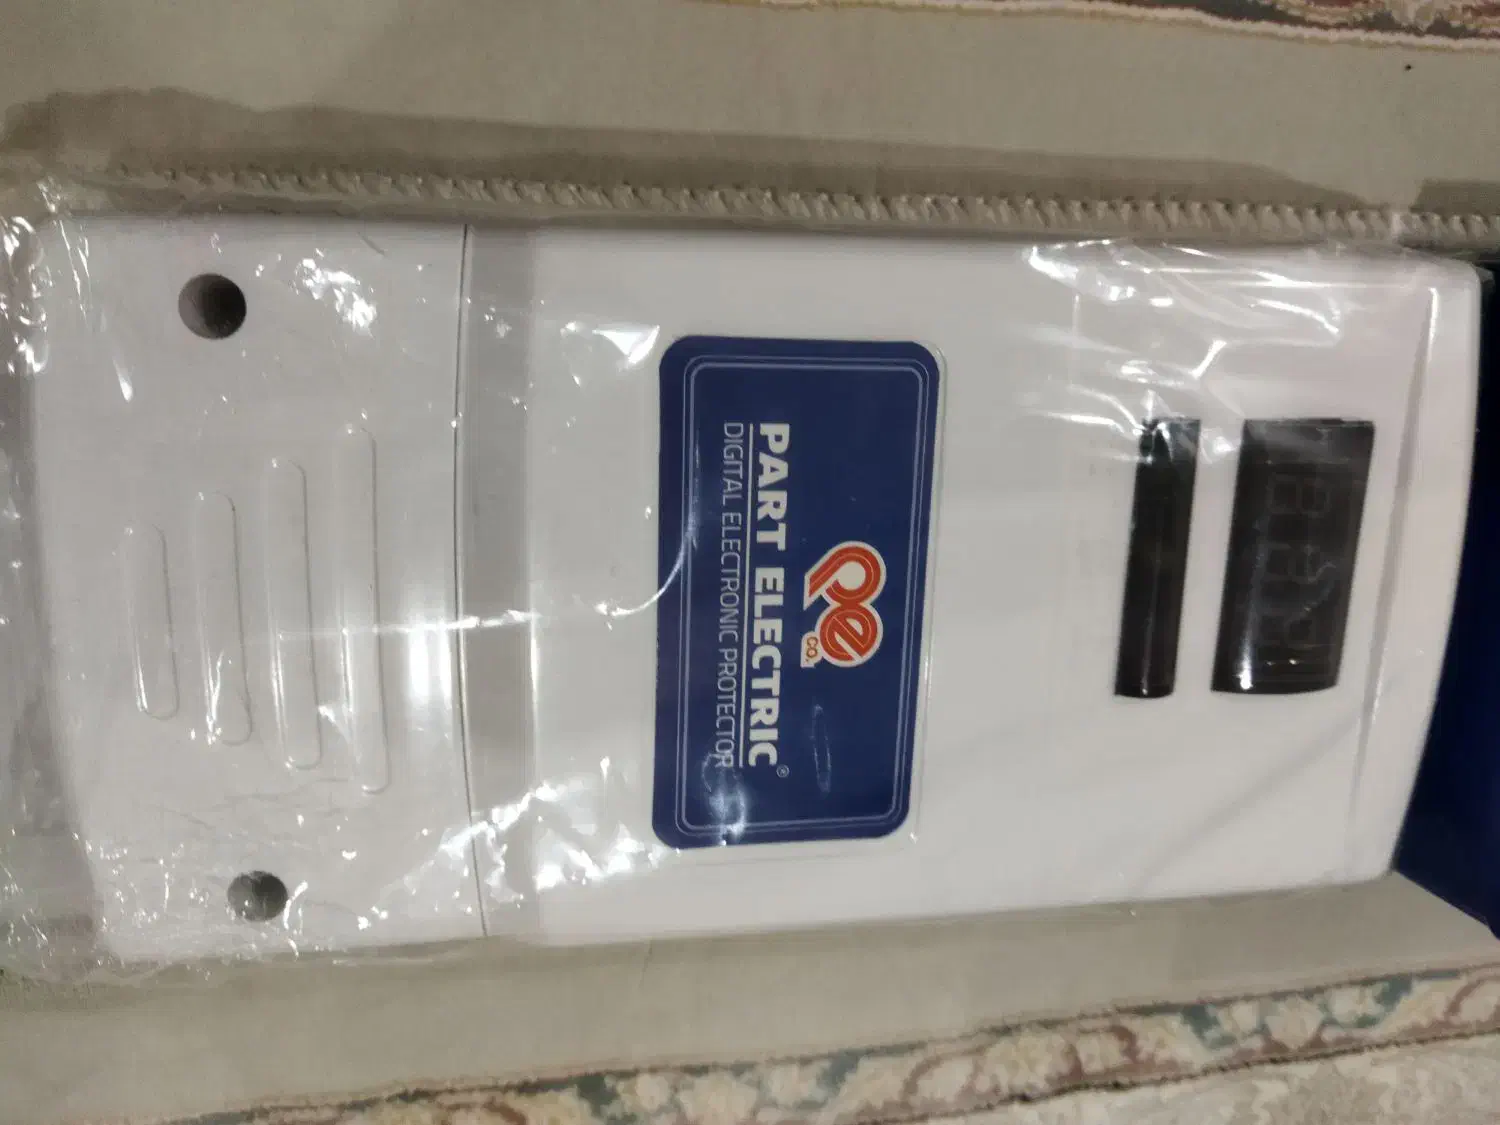 pe
CO.
PART ELECTRIC®
DIGITAL ELECTRONIC PROTECTOR